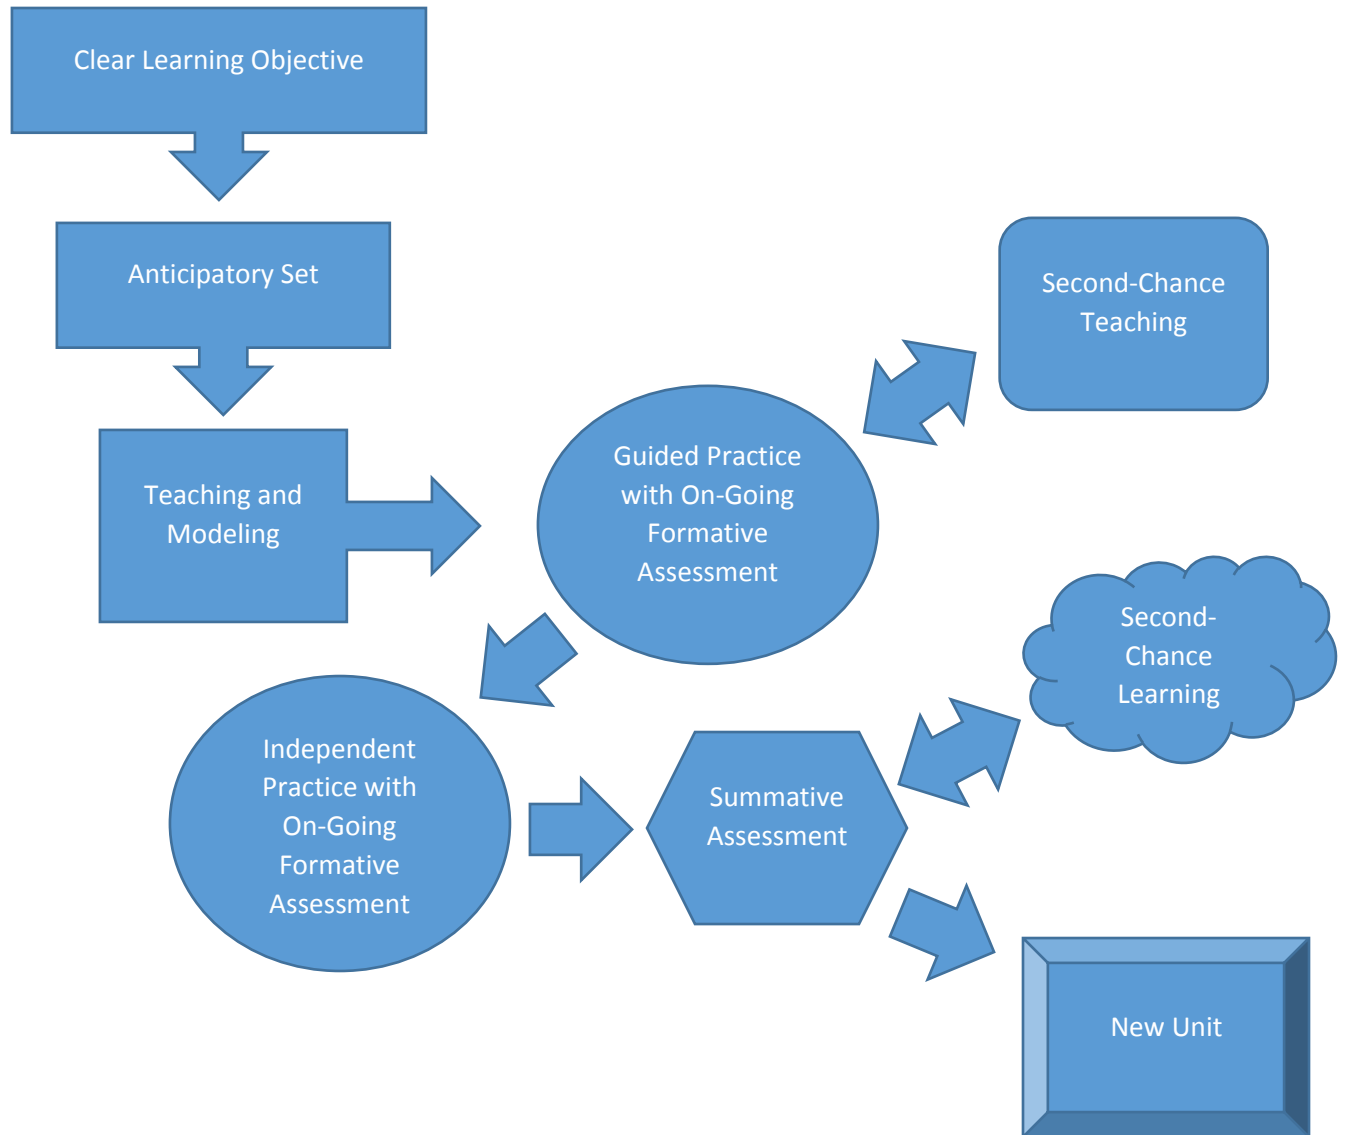 Clear Learning Objective
Anticipatory Set
Teaching and
Modeling
Guided Practice
with On-Going
Formative
Assessment
Second-Chance
Teaching
Independent
Practice with
On-Going
Formative
Assessment
Summative
Assessment
Second-
Chance
Learning
New Unit